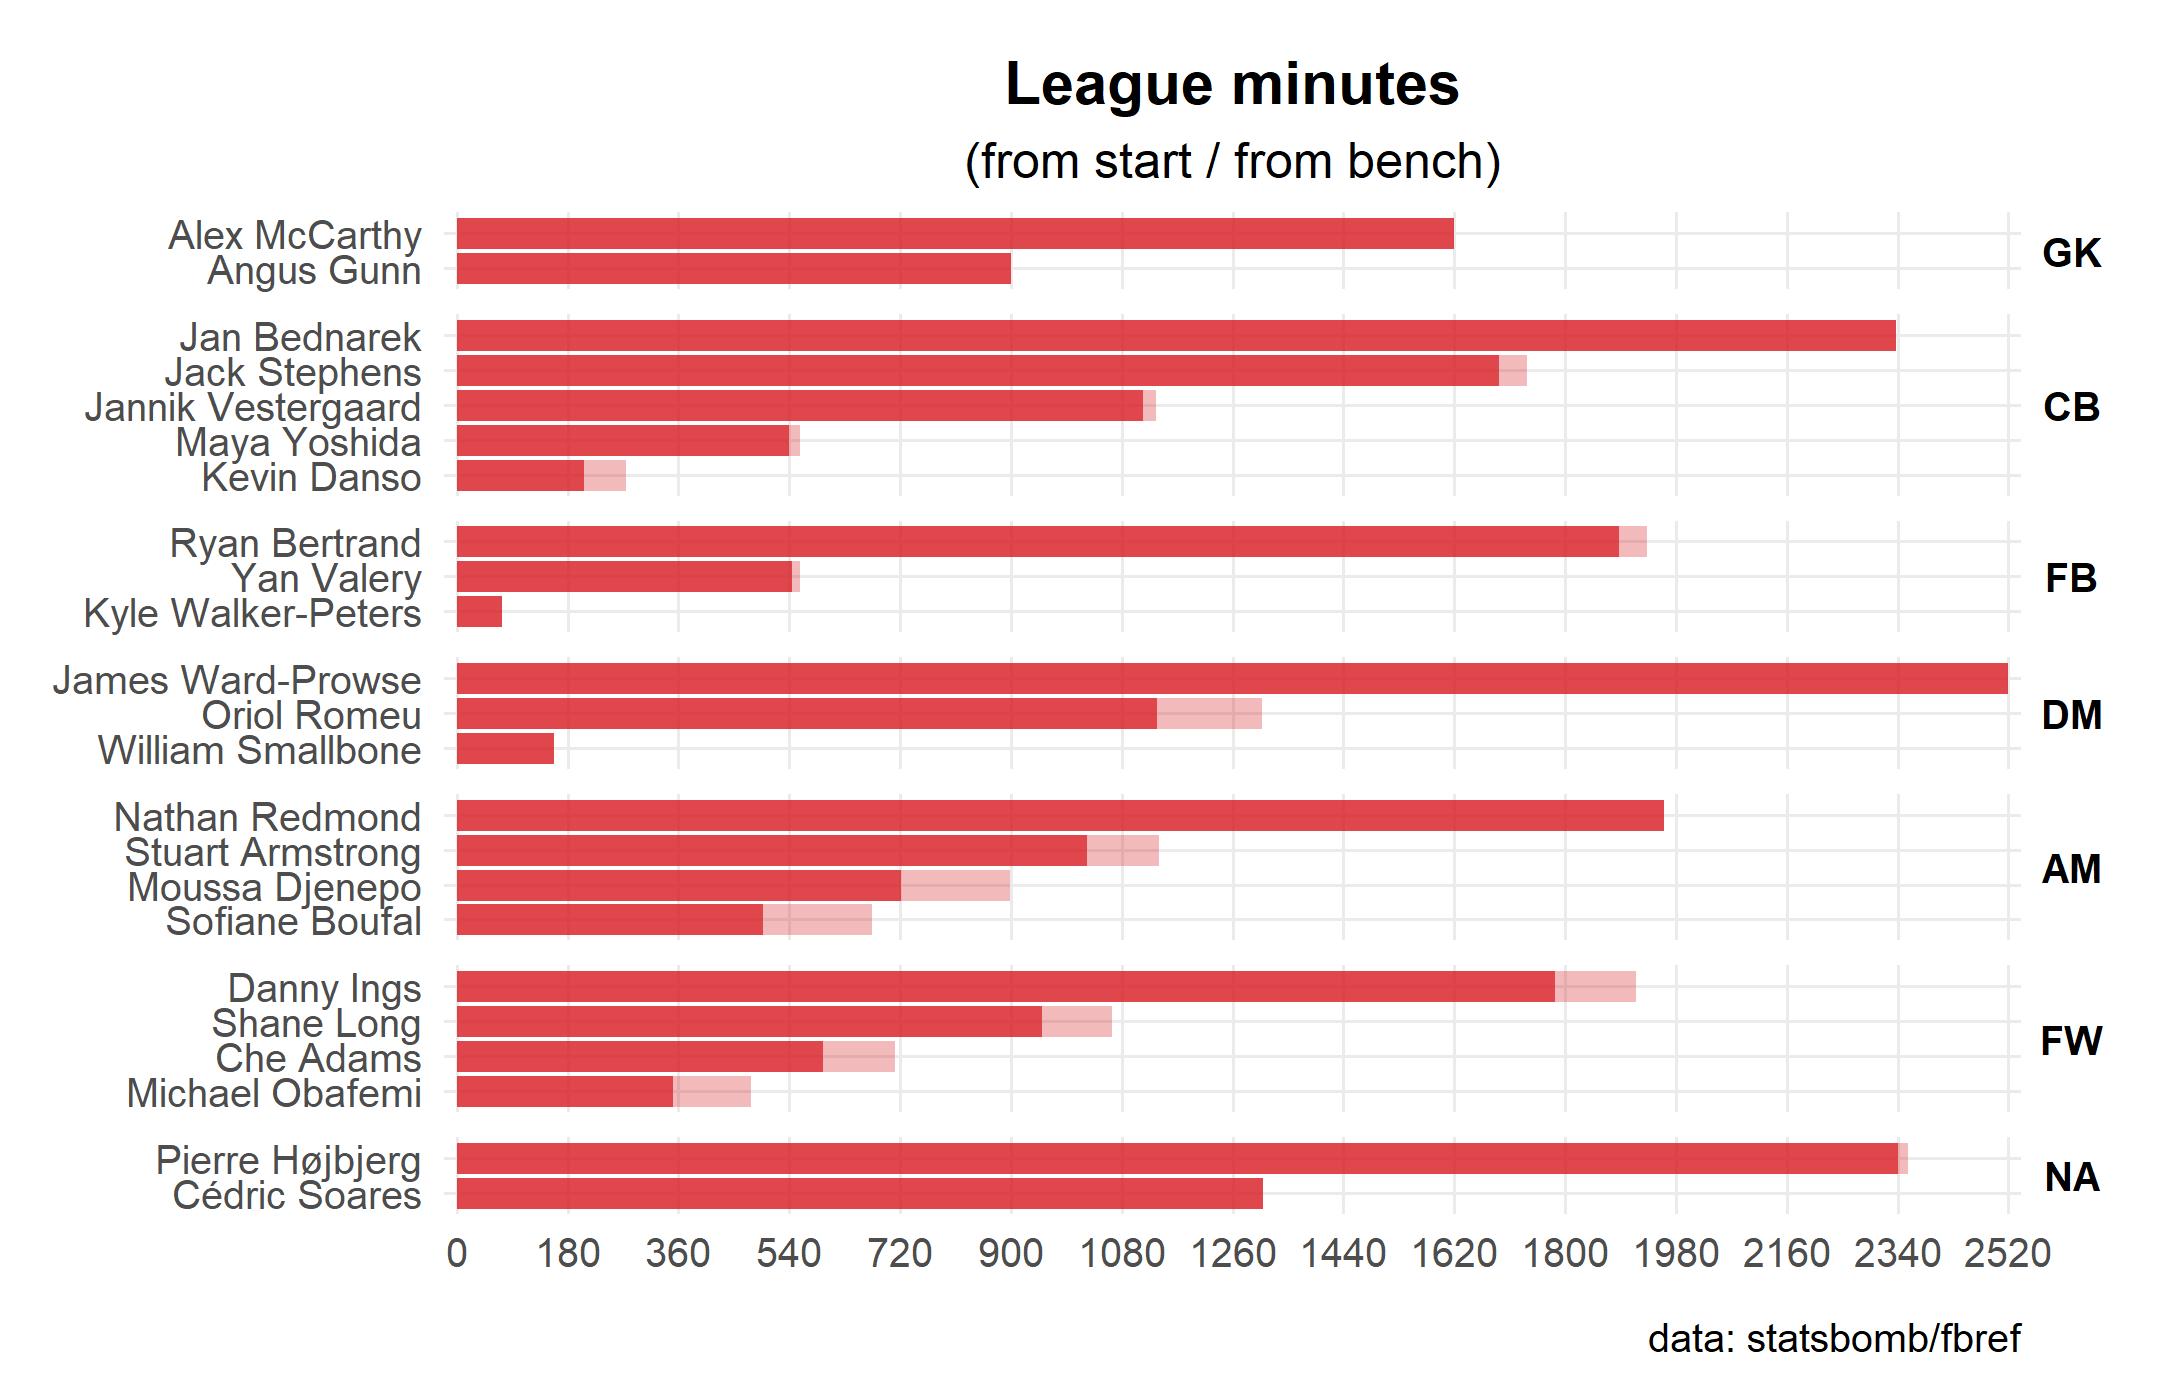 League minutes
(from start / from bench)
Alex McCarthy
Angus Gunn
GK
Jan Bednarek
Jack Stephens
Jannik Vestergaard
Maya Yoshida
Kevin Danso
CB
Ryan Bertrand
Yan Valery
Kyle Walker-Peters
FB
James Ward-Prowse
Oriol Romeu
William Smallbone
DM
Nathan Redmond
Stuart Armstrong
Moussa Djenepo
Sofiane Boufal
AM
Danny Ings
Shane Long
Che Adams
Michael Obafemi
FW
Pierre Højbjerg
Cédric Soares
NA
0 180 360 540 720 900 1080 1260 1440 1620 1800 1980 2160 2340 2520
data: statsbomb/fbref